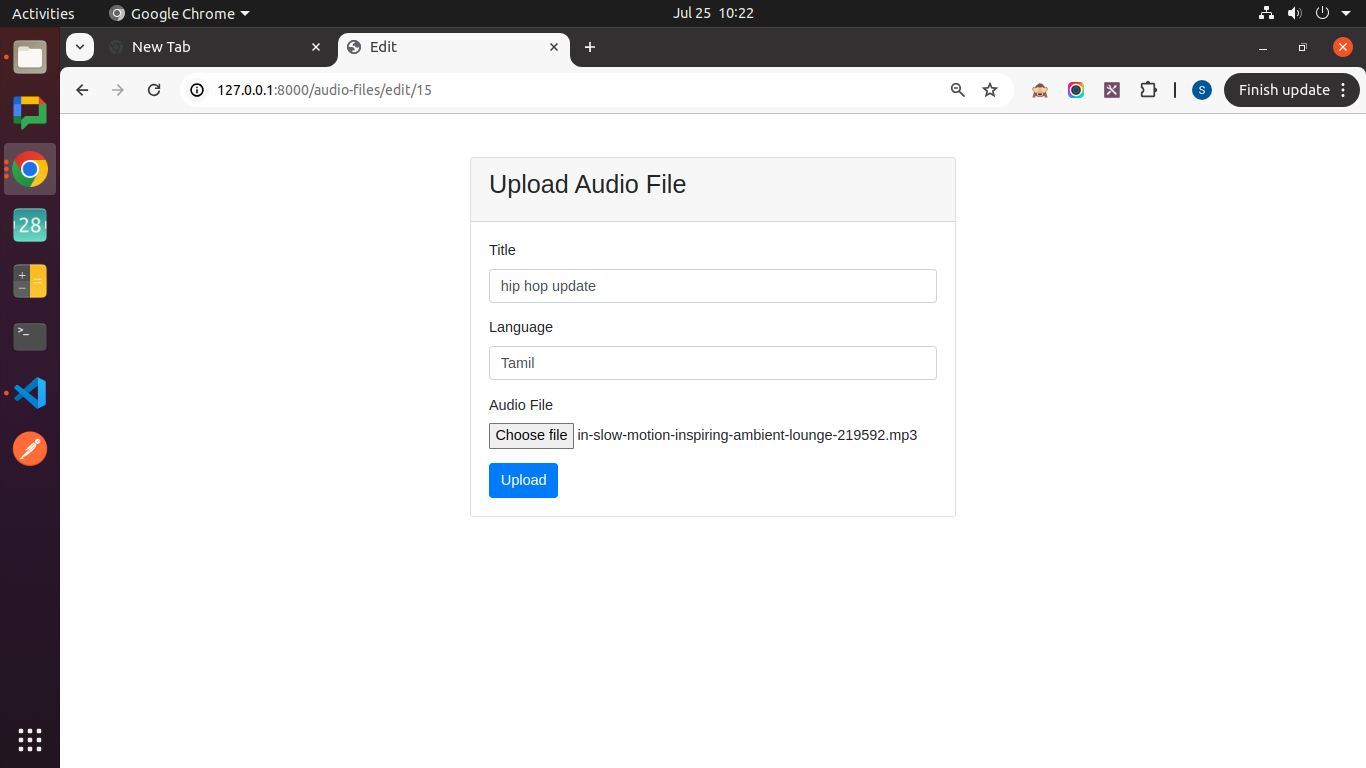 Activities Google Chrome Jul 25 10:22
New Tab Edit
127.0.0.1:8000/audio-files/edit/15 S Finish update
28
Upload Audio File
Title
hip hop update
Language
Tamil
Audio File
Choose file in-slow-motion-inspiring-ambient-lounge-219592.mp3
Upload